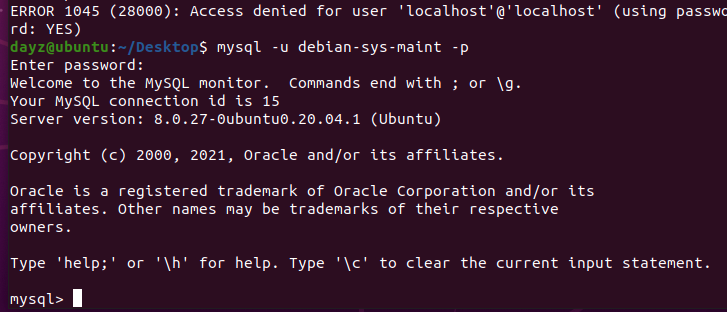 ERROR 1045 (28000): Access denied for user 'localhost'@'localhost' (using passwo
rd: YES)
dayz@ubuntu:~/Desktop$ mysql -u debian-sys-maint -p
Enter password:
Welcome to the MySQL monitor.  Commands end with ; or \g.
Your MySQL connection id is 15
Server version: 8.0.27-0ubuntu0.20.04.1 (Ubuntu)

Copyright (c) 2000, 2021, Oracle and/or its affiliates.

Oracle is a registered trademark of Oracle Corporation and/or its
affiliates. Other names may be trademarks of their respective
owners.

Type 'help;' or '\h' for help. Type '\c' to clear the current input statement.

mysql>